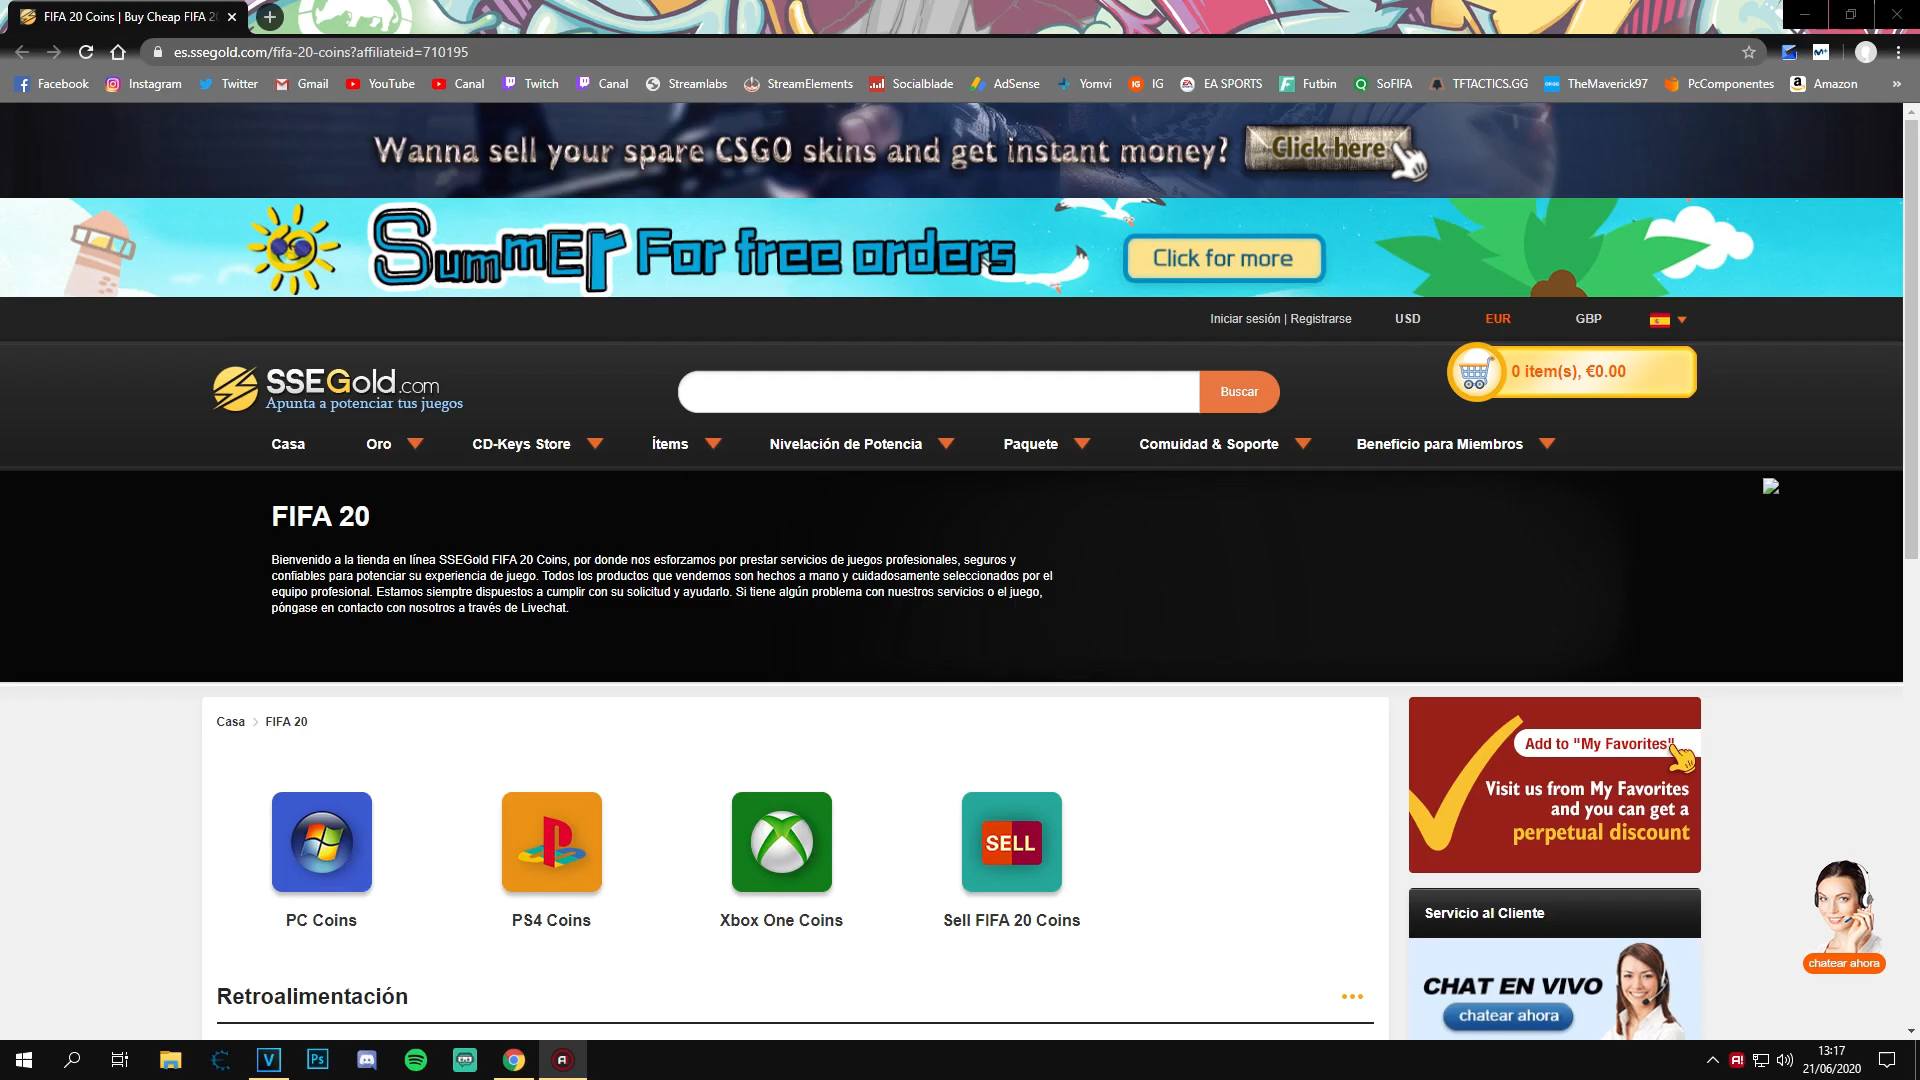 FIFA 20 Coins | Buy Cheap FIFA 20
es.ssegold.com/fifa-20-coins?affiliateid=710195
Facebook Instagram Twitter Gmail YouTube Canal Twitch Canal Streamlabs StreamElements Socialblade AdSense Yomvi IG EA SPORTS Futbin SoFIFA TFTACTICS.GG TheMaverick97 PcComponentes Amazon »
Wanna sell your spare CSGO skins and get instant money? Click here
Summer For free orders Click for more
Iniciar sesión | Registrarse USD EUR GBP
SSEGold.com
Apunta a potenciar tus juegos
Buscar
0 item(s), €0.00
Casa Oro CD-Keys Store Ítems Nivelación de Potencia Paquete Comuidad & Soporte Beneficio para Miembros
FIFA 20
Bienvenido a la tienda en línea SSEGold FIFA 20 Coins, por donde nos esforzamos por prestar servicios de juegos profesionales, seguros y
confiables para potenciar su experiencia de juego. Todos los productos que vendemos son hechos a mano y cuidadosamente seleccionados por el
equipo profesional. Estamos siemptre dispuestos a cumplir con su solicitud y ayudarlo. Si tiene algún problema con nuestros servicios o el juego,
póngase en contacto con nosotros a través de Livechat.
Casa > FIFA 20
SELL
PC Coins PS4 Coins Xbox One Coins Sell FIFA 20 Coins
Retroalimentación
Add to "My Favorites"
Visit us from My Favorites
and you can get a
perpetual discount
Servicio al Cliente
CHAT EN VIVO
chatear ahora
chatear ahora
13:17
21/06/2020